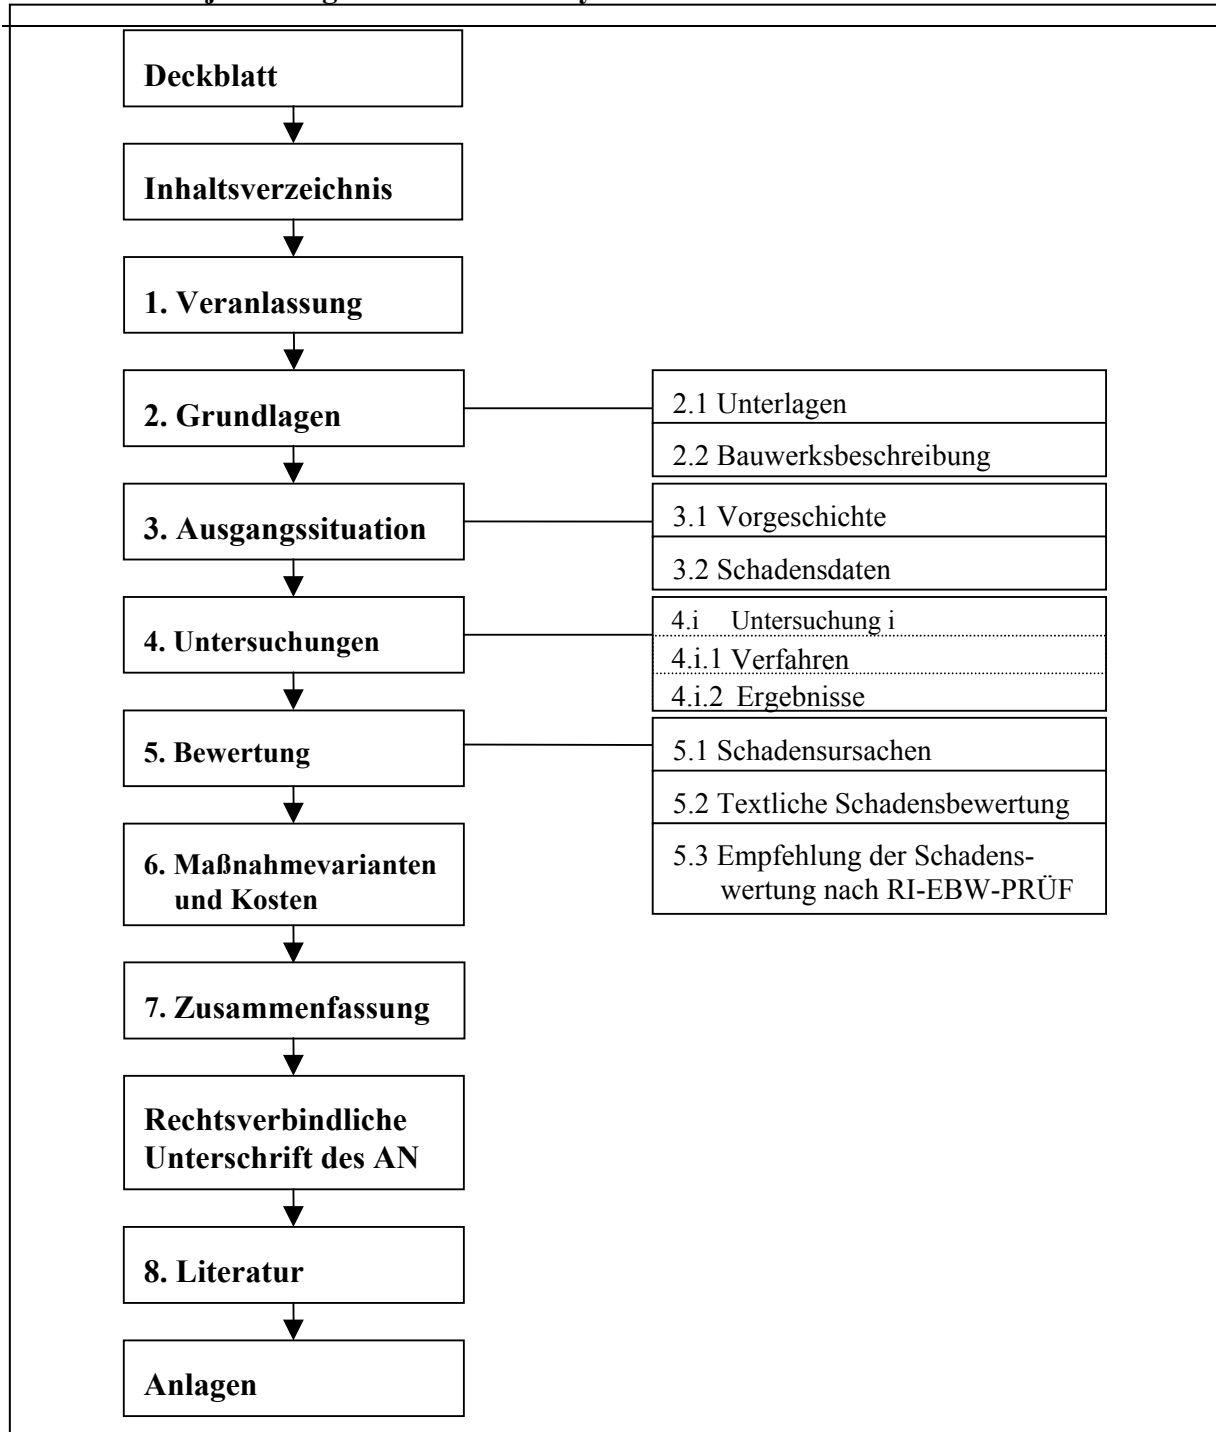 Deckblatt
Inhaltsverzeichnis
1. Veranlassung
2. Grundlagen
2.1 Unterlagen
2.2 Bauwerksbeschreibung
3. Ausgangssituation
3.1 Vorgeschichte
3.2 Schadensdaten
4. Untersuchungen
4.i Untersuchung i
4.i.1 Verfahren
4.i.2 Ergebnisse
5. Bewertung
5.1 Schadensursachen
5.2 Textliche Schadensbewertung
5.3 Empfehlung der Schadens-
wertung nach RI-EBW-PRÜF
6. Maßnahmevarianten
und Kosten
7. Zusammenfassung
Rechtsverbindliche
Unterschrift des AN
8. Literatur
Anlagen